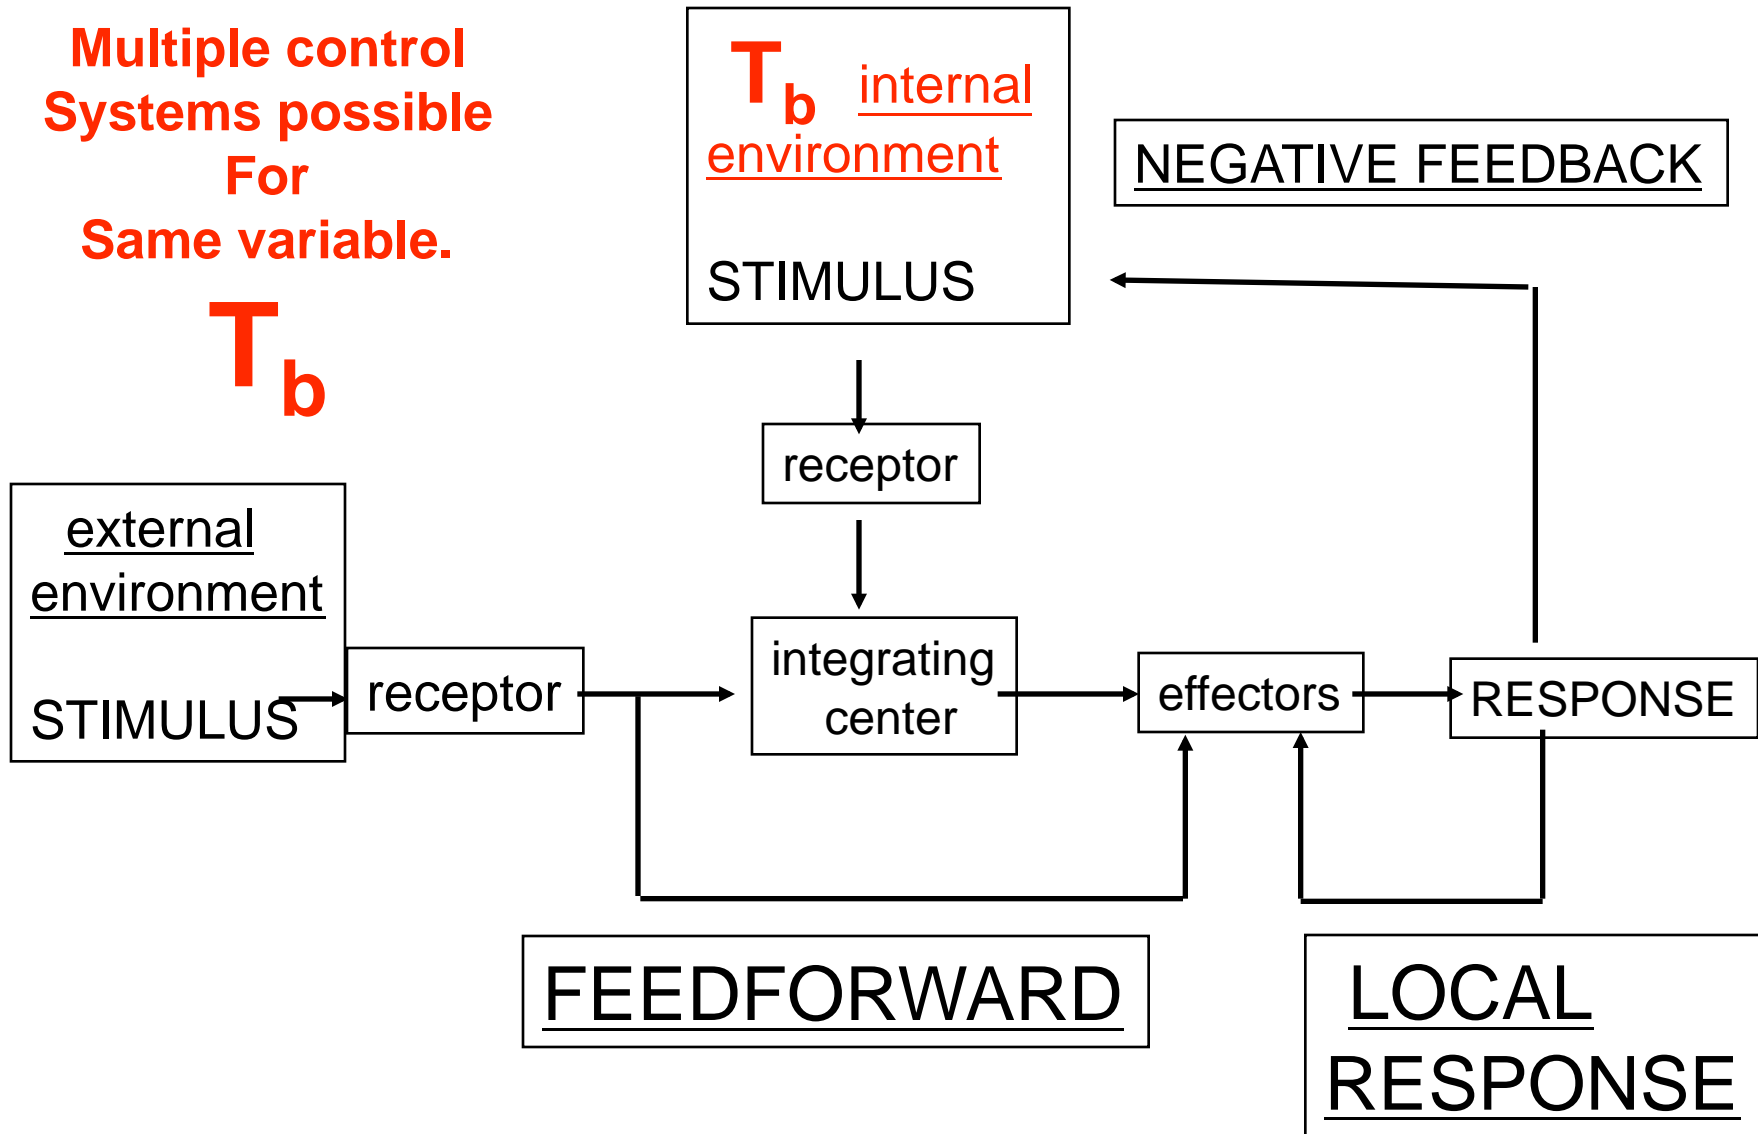 Multiple control
Systems possible
For
Same variable.
Tb
Tb internal
environment
STIMULUS
NEGATIVE FEEDBACK
receptor
external
environment
STIMULUS
receptor
integrating
center
effectors
RESPONSE
FEEDFORWARD
LOCAL
RESPONSE